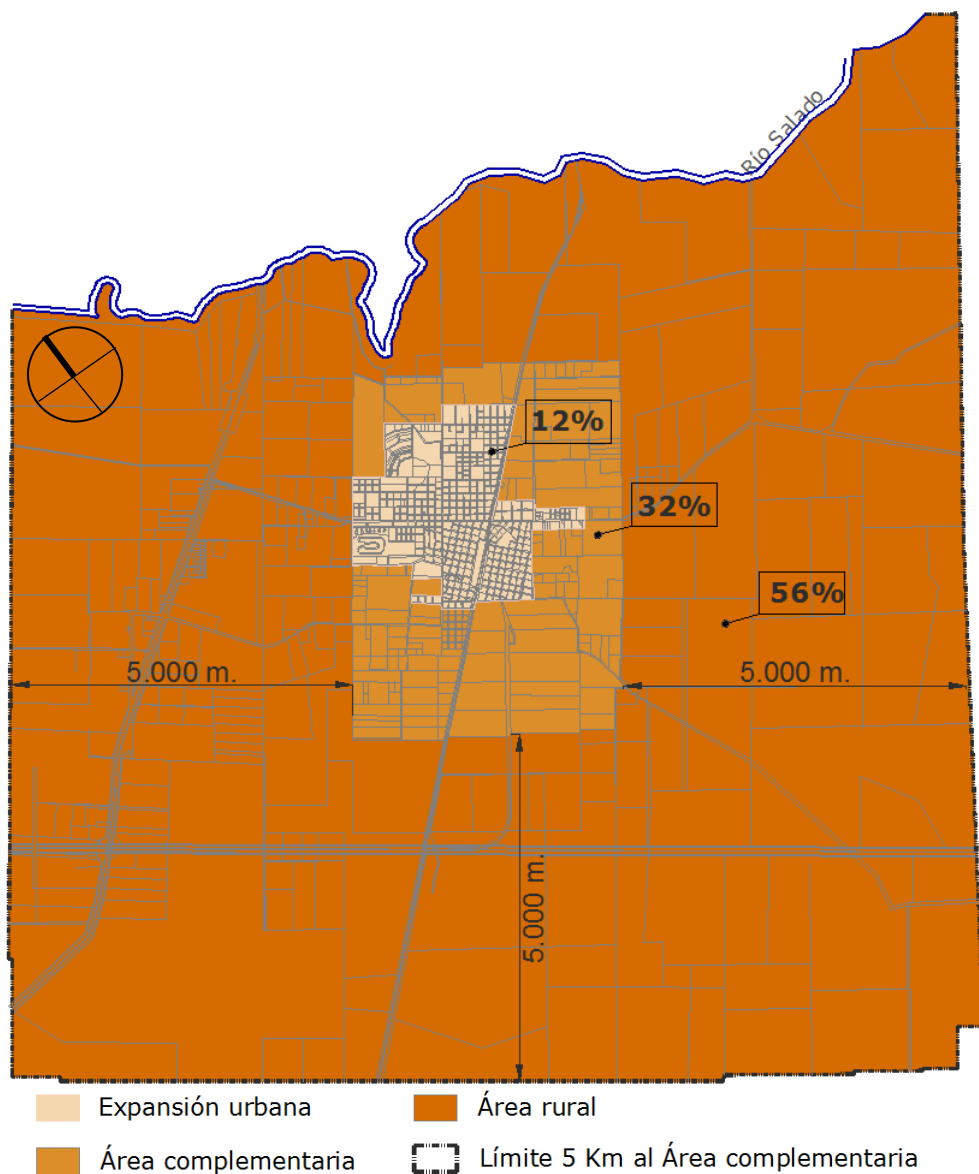 Río Salado
12%
32%
56%
5.000 m.
5.000 m.
5.000 m.
Expansión urbana
Área rural
Área complementaria
Límite 5 Km al Área complementaria